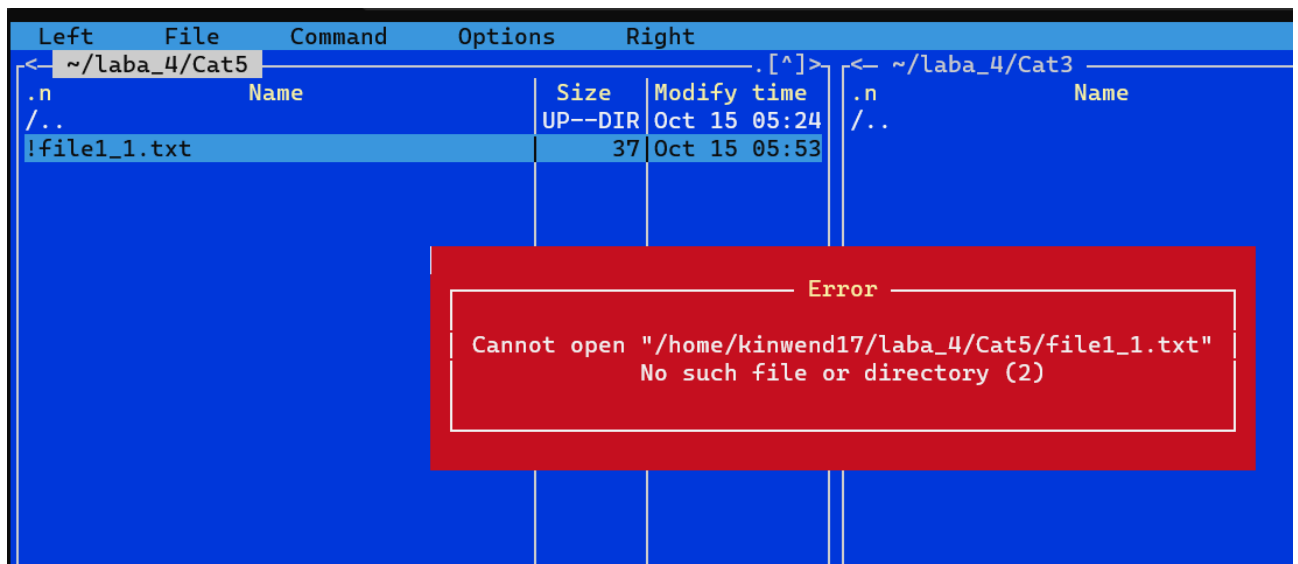 Left File Command Options Right
<— ~/laba_4/Cat5 .[^]> <— ~/laba_4/Cat3
.n Name Size Modify time .n Name
/.. UP--DIR Oct 15 05:24 /..
!file1_1.txt 37 Oct 15 05:53
Error
Cannot open "/home/kinwend17/laba_4/Cat5/file1_1.txt"
No such file or directory (2)